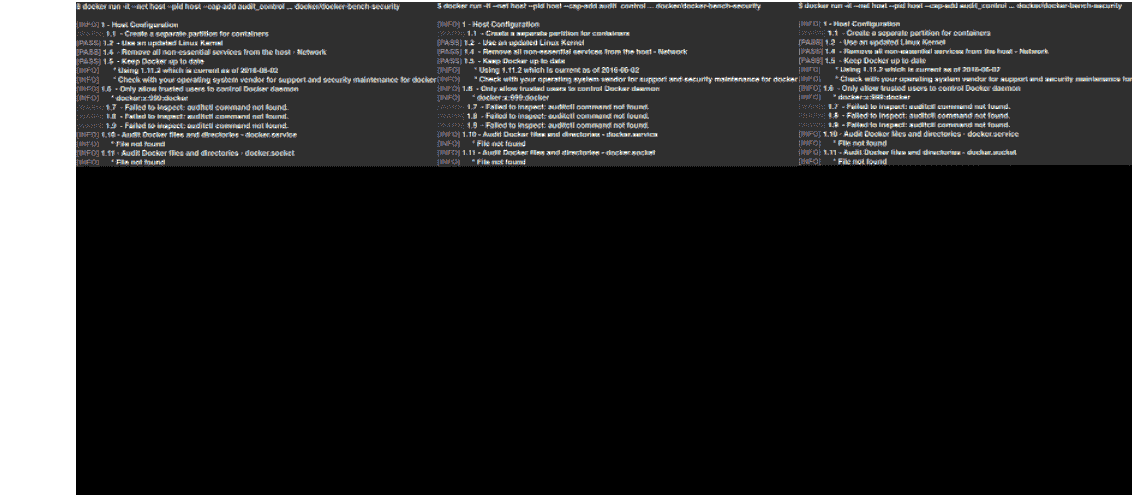 $ docker run -it --net host --pid host --cap-add audit_control ... docker/docker-bench-security
[INFO] 1 - Host Configuration
1.1 - Create a separate partition for containers
[PASS] 1.2 - Use an updated Linux Kernel
[PASS] 1.4 - Remove all non-essential services from the host - Network
[PASS] 1.5 - Keep Docker up to date
[INFO] * Using 1.11.2 which is current as of 2016-06-02
[INFO] * Check with your operating system vendor for support and security maintenance for docker
[INFO] 1.6 - Only allow trusted users to control Docker daemon
[INFO] * docker:x:999:docker
1.7 - Failed to inspect: auditctl command not found.
1.8 - Failed to inspect: auditctl command not found.
1.9 - Failed to inspect: auditctl command not found.
[INFO] 1.10 - Audit Docker files and directories - docker.service
[INFO] * File not found
[INFO] 1.11 - Audit Docker files and directories - docker.socket
[INFO] * File not found
$ docker run -it --net host --pid host --cap-add audit_control ... docker/docker-bench-security
[INFO] 1 - Host Configuration
1.1 - Create a separate partition for containers
[PASS] 1.2 - Use an updated Linux Kernel
[PASS] 1.4 - Remove all non-essential services from the host - Network
[PASS] 1.5 - Keep Docker up to date
[INFO] * Using 1.11.2 which is current as of 2016-06-02
[INFO] * Check with your operating system vendor for support and security maintenance for docker
[INFO] 1.6 - Only allow trusted users to control Docker daemon
[INFO] * docker:x:999:docker
1.7 - Failed to inspect: auditctl command not found.
1.8 - Failed to inspect: auditctl command not found.
1.9 - Failed to inspect: auditctl command not found.
[INFO] 1.10 - Audit Docker files and directories - docker.service
[INFO] * File not found
[INFO] 1.11 - Audit Docker files and directories - docker.socket
[INFO] * File not found
$ docker run -it --net host --pid host --cap-add audit_control ... docker/docker-bench-security
[INFO] 1 - Host Configuration
1.1 - Create a separate partition for containers
[PASS] 1.2 - Use an updated Linux Kernel
[PASS] 1.4 - Remove all non-essential services from the host - Network
[PASS] 1.5 - Keep Docker up to date
[INFO] * Using 1.11.2 which is current as of 2016-06-02
[INFO] * Check with your operating system vendor for support and security maintenance for
[INFO] 1.6 - Only allow trusted users to control Docker daemon
[INFO] * docker:x:999:docker
1.7 - Failed to inspect: auditctl command not found.
1.8 - Failed to inspect: auditctl command not found.
1.9 - Failed to inspect: auditctl command not found.
[INFO] 1.10 - Audit Docker files and directories - docker.service
[INFO] * File not found
[INFO] 1.11 - Audit Docker files and directories - docker.socket
[INFO] * File not found